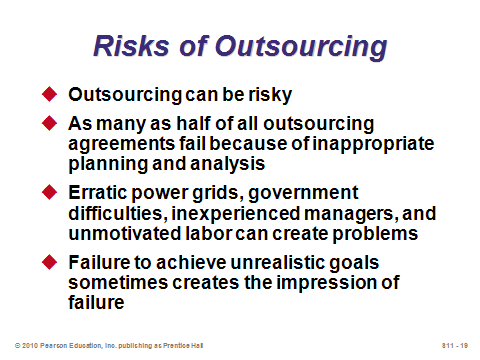 Risks of Outsourcing
Outsourcing can be risky
As many as half of all outsourcing
agreements fail because of inappropriate
planning and analysis
Erratic power grids, government
difficulties, inexperienced managers, and
unmotivated labor can create problems
Failure to achieve unrealistic goals
sometimes creates the impression of
failure
© 2010 Pearson Education, Inc. publishing as Prentice Hall
S11 - 19